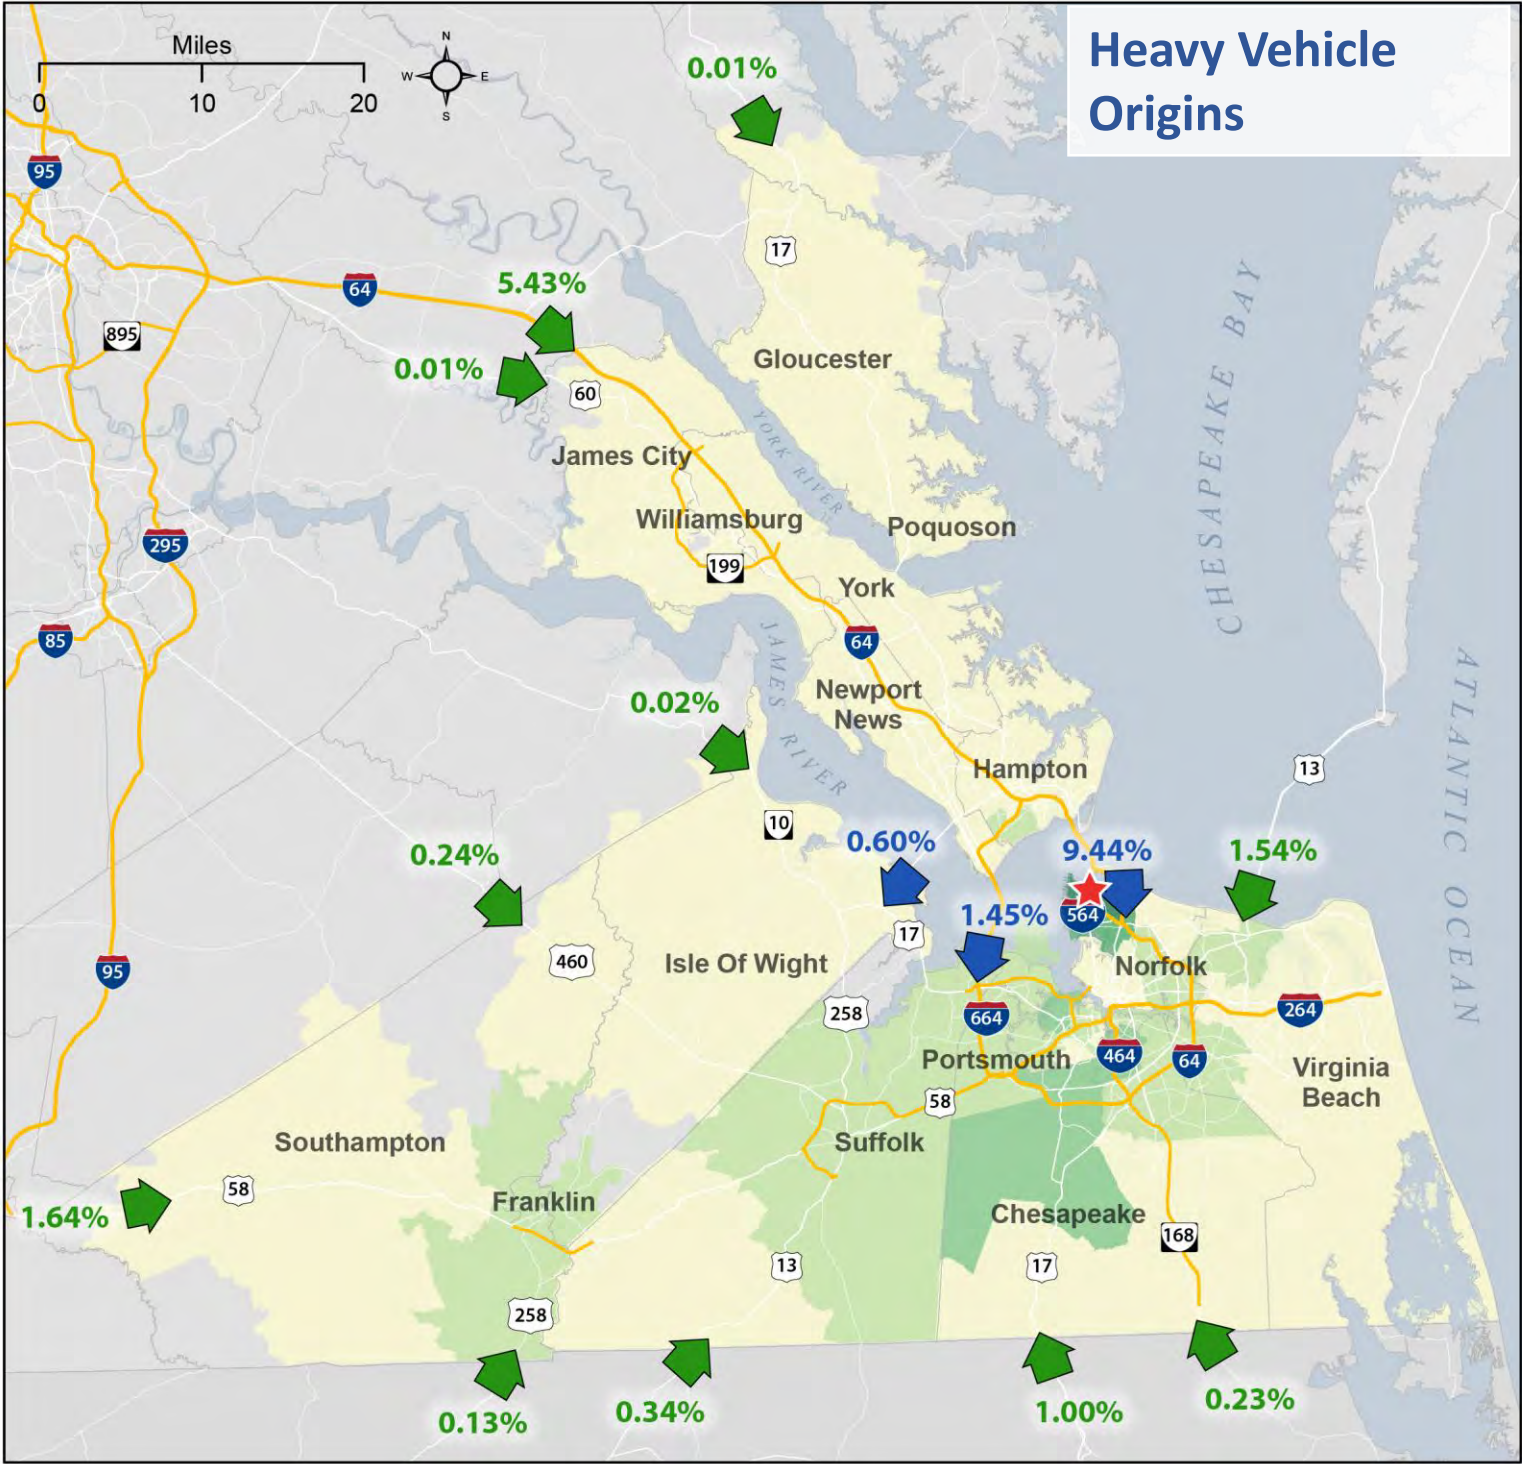 Heavy Vehicle
Origins
Miles
0
10
20
N
W
E
S
0.01%
95
17
64
5.43%
895
0.01%
60
Gloucester
CHESAPEAKE BAY
YORK RIVER
James City
Williamsburg
Poquoson
295
199
York
85
64
JAMES RIVER
Newport
News
0.02%
ATLANTIC OCEAN
Hampton
13
10
0.24%
0.60%
9.44%
1.54%
1.45%
564
17
95
460
Isle Of Wight
Norfolk
258
664
264
Portsmouth
464
64
Virginia
Beach
58
Southampton
Suffolk
58
Franklin
1.64%
Chesapeake
168
13
17
258
0.13%
0.34%
1.00%
0.23%